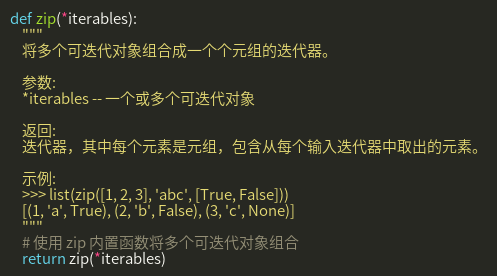 def zip(*iterables):
"""
将多个可迭代对象组合成一个个元组的迭代器。
参数:
*iterables -- 一个或多个可迭代对象
返回:
迭代器，其中每个元素是元组，包含从每个输入迭代器中取出的元素。
示例:
>>> list(zip([1, 2, 3], 'abc', [True, False]))
[(1, 'a', True), (2, 'b', False), (3, 'c', None)]
"""
# 使用 zip 内置函数将多个可迭代对象组合
return zip(*iterables)